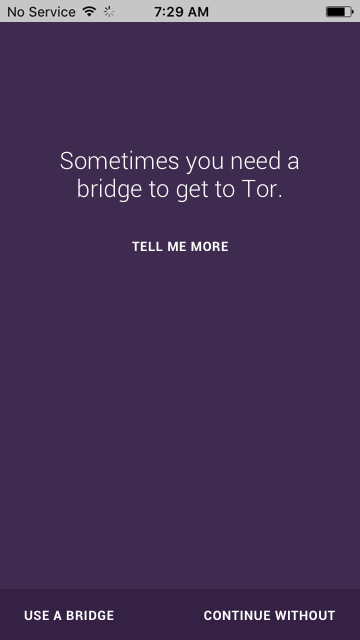 No Service 7:29 AM
Sometimes you need a
bridge to get to Tor.
TELL ME MORE
USE A BRIDGE CONTINUE WITHOUT